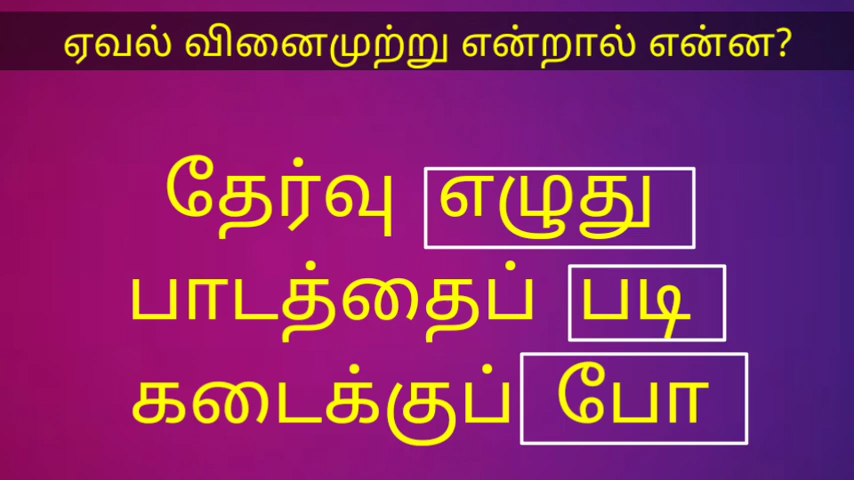 ஏவல் வினைமுற்று என்றால் என்ன?
தேர்வு எழுது
பாடத்தைப் படி
கடைக்குப் போ